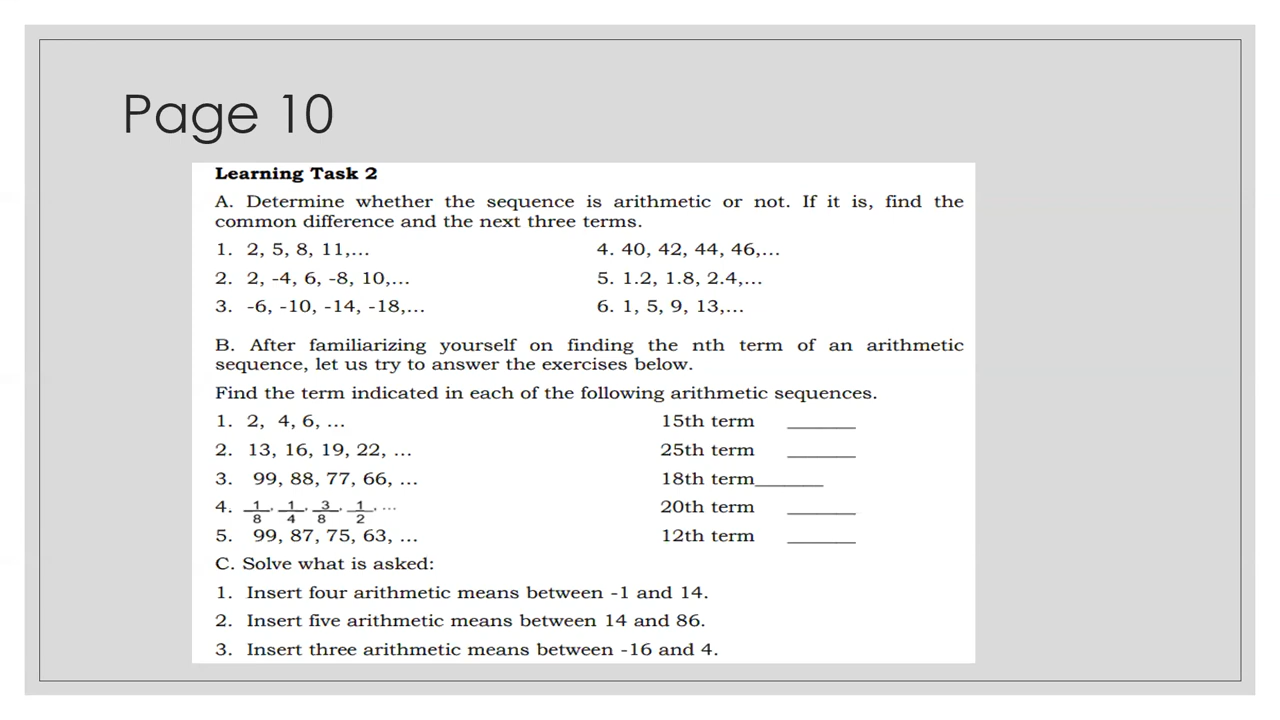 Page 10
Learning Task 2
A. Determine whether the sequence is arithmetic or not. If it is, find the
common difference and the next three terms.
1. 2, 5, 8, 11,...
4. 40, 42, 44, 46,...
2. 2, -4, 6, -8, 10,...
5. 1.2, 1.8, 2.4,...
3. -6, -10, -14, -18,...
6. 1, 5, 9, 13,...
B. After familiarizing yourself on finding the nth term of an arithmetic
sequence, let us try to answer the exercises below.
Find the term indicated in each of the following arithmetic sequences.
1. 2, 4, 6, ... 15th term _______
2. 13, 16, 19, 22, ... 25th term _______
3. 99, 88, 77, 66, ... 18th term_______
4. 1/8, 1/4, 3/8, 1/2, ... 20th term _______
5. 99, 87, 75, 63, ... 12th term _______
C. Solve what is asked:
1. Insert four arithmetic means between -1 and 14.
2. Insert five arithmetic means between 14 and 86.
3. Insert three arithmetic means between -16 and 4.